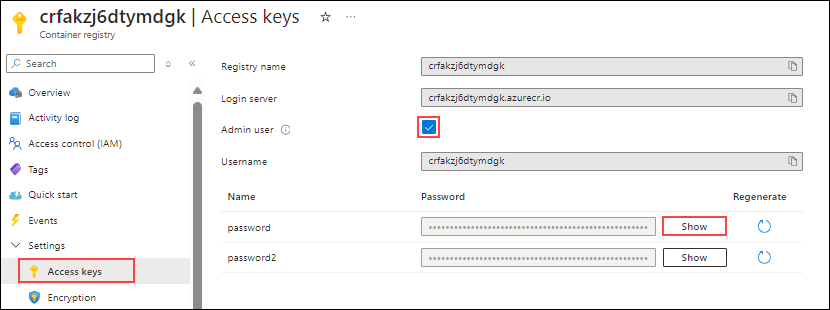 crfakzj6dtymdgk | Access keys
Container registry
Search
Overview
Activity log
Access control (IAM)
Tags
Quick start
Events
Settings
Access keys
Encryption
Registry name
crfakzj6dtymdgk
Login server
crfakzj6dtymdgk.azurecr.io
Admin user
Username
crfakzj6dtymdgk
Name Password Regenerate
password Show
password2 Show